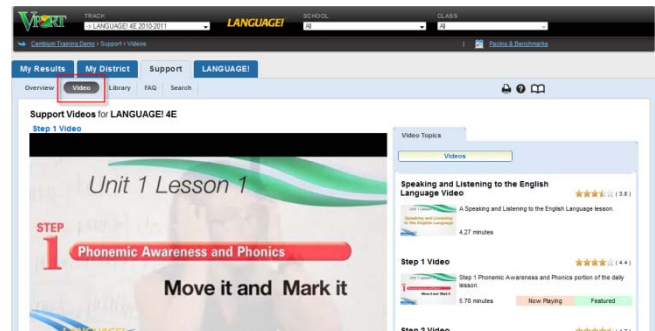 VPORT
TRACK
-> LANGUAGE! 4E 2010-2011
LANGUAGE!
SCHOOL
All
CLASS
All
Cambium Training Demo > Support > Videos
Pacing & Benchmarks
My Results
My District
Support
LANGUAGE!
Overview
Video
Library
FAQ
Search
Support Videos for LANGUAGE! 4E
Step 1 Video
Unit 1 Lesson 1
STEP
1
Phonemic Awareness and Phonics
Move it and Mark it
LANGUAGE!
Video Topics
Videos
Speaking and Listening to the English
Language Video
(3.8)
A Speaking and Listening to the English Language lesson.
4.27 minutes
Step 1 Video
(4.4)
Step 1 Phonemic Awareness and Phonics portion of the daily
lesson.
5.78 minutes
Now Playing
Featured
Step 2 Video